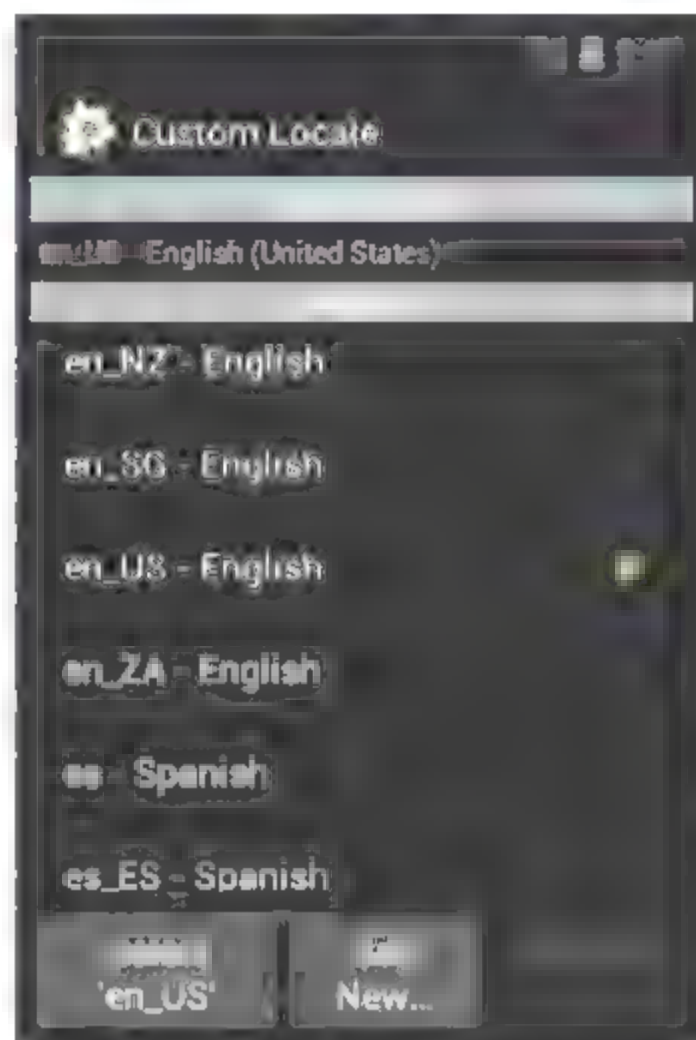 Custom Locale
English (United States)
en_NZ - English
en_SG - English
en_US - English
en_ZA - English
es - Spanish
es_ES - Spanish
'en_US'
New...